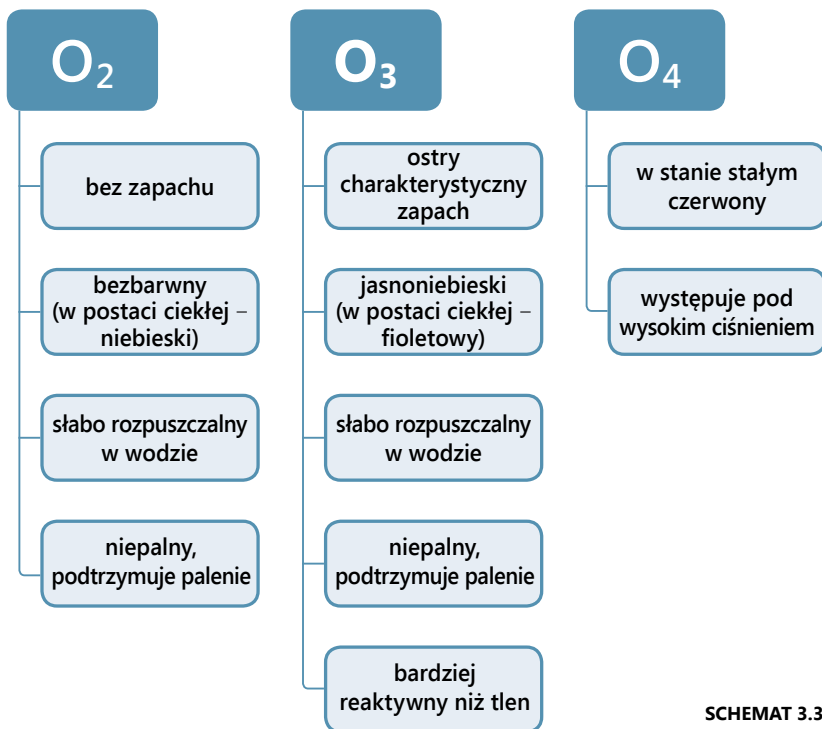 O₂
bez zapachu
bezbarwny
(w postaci ciekłej –
niebieski)
słabo rozpuszczalny
w wodzie
niepalny,
podtrzymuje palenie
O₃
ostry
charakterystyczny
zapach
jasnoniebieski
(w postaci ciekłej –
fioletowy)
słabo rozpuszczalny
w wodzie
niepalny,
podtrzymuje palenie
bardziej
reaktywny niż tlen
O₄
w stanie stałym
czerwony
występuje pod
wysokim ciśnieniem
SCHEMAT 3.3